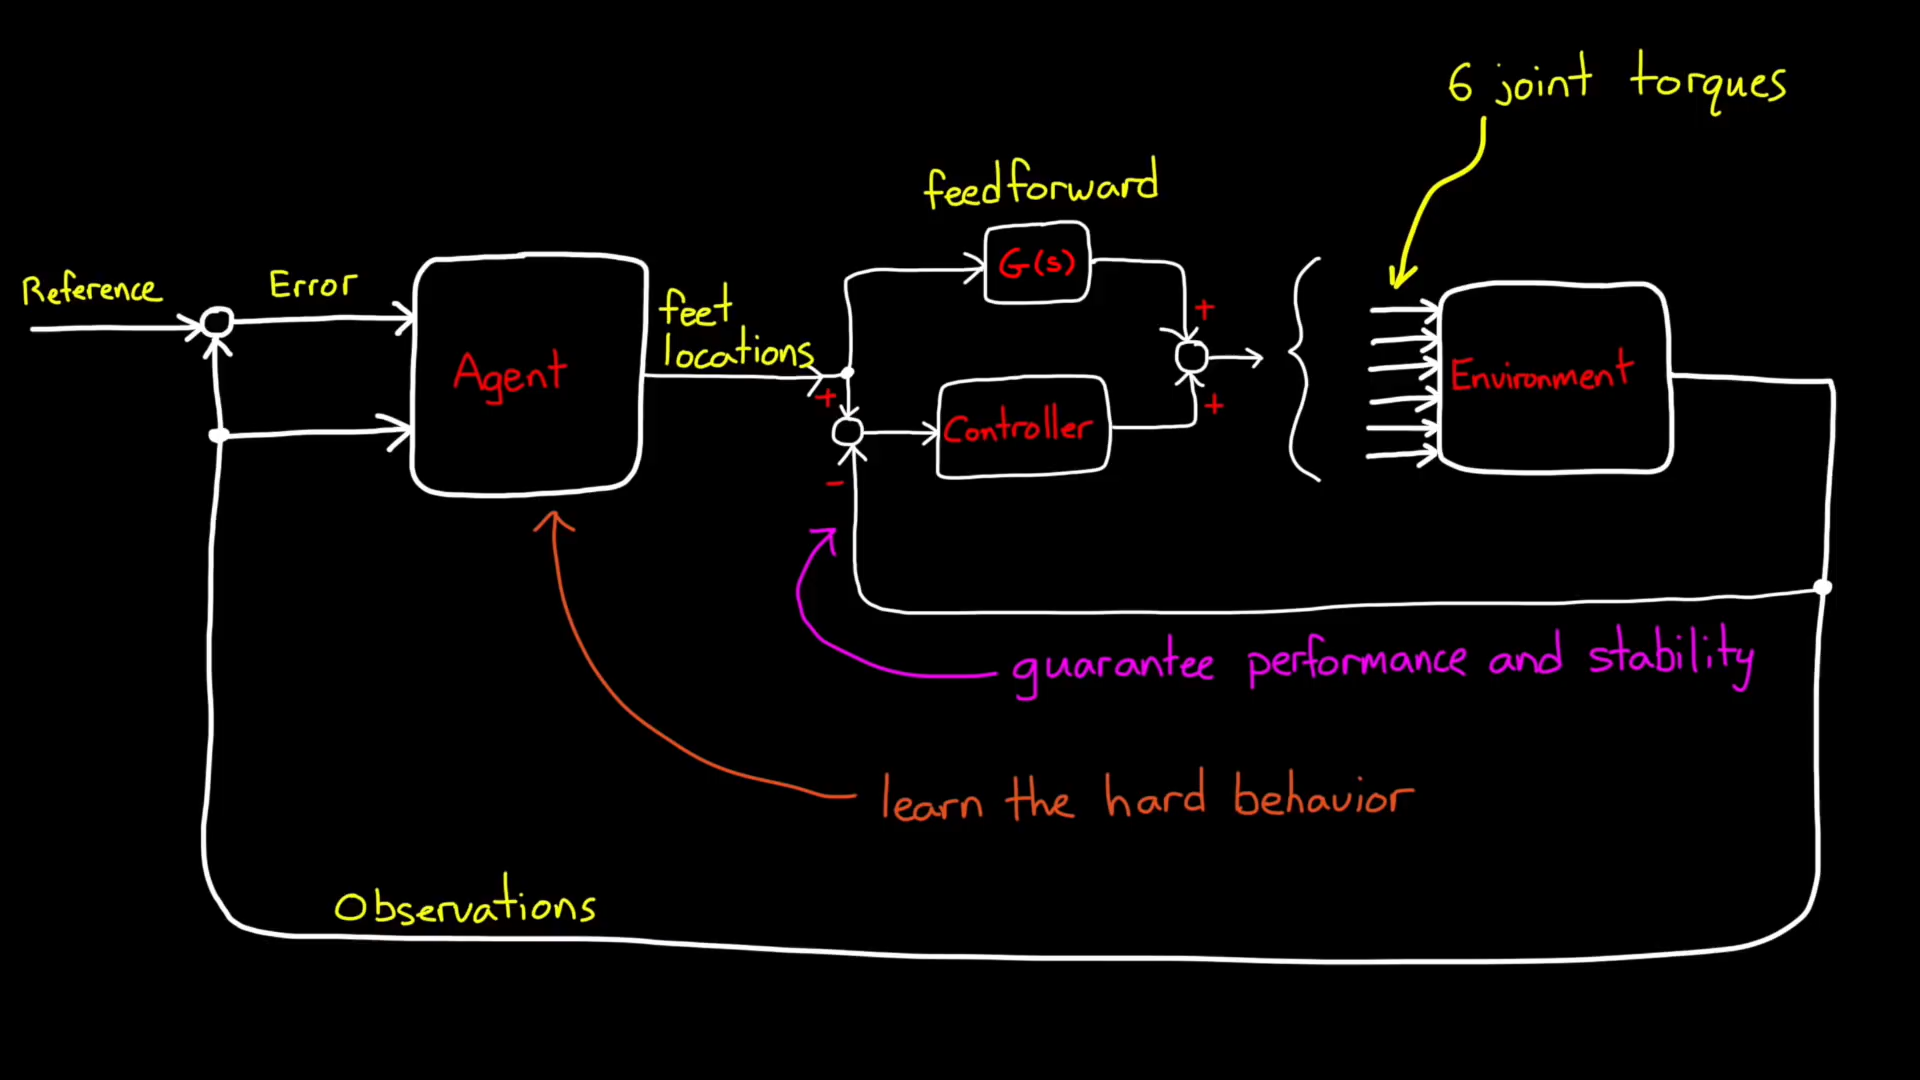 6 joint torques
feedforward
G(s)
Reference
Error
feet
locations
Agent
+
+
+
-
Controller
Environment
guarantee performance and stability
learn the hard behavior
Observations